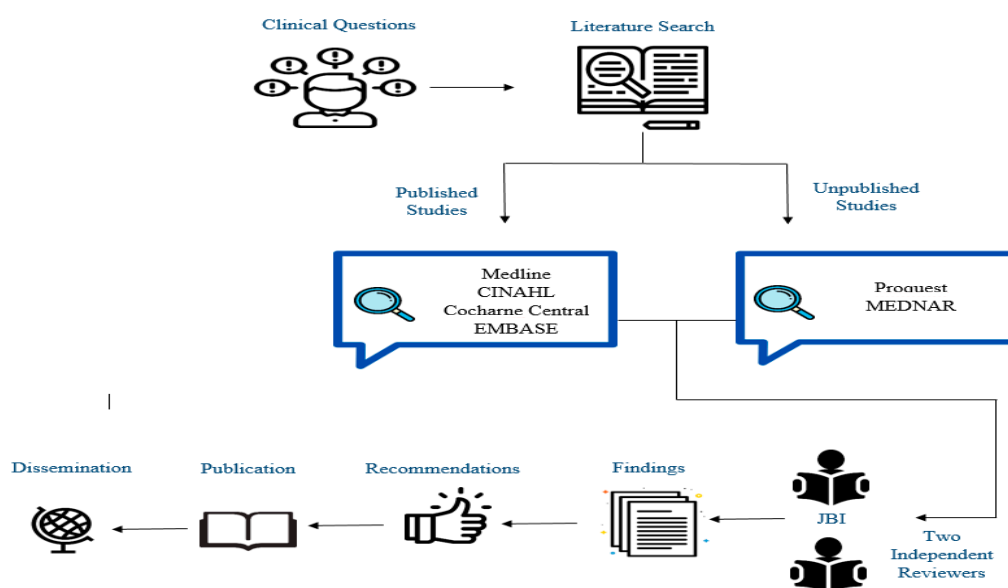 Clinical Questions
Literature Search
Published
Studies
Unpublished
Studies
Medline
CINAHL
Cocharne Central
EMBASE
Proquest
MEDNAR
Dissemination
Publication
Recommendations
Findings
JBI
Two
Independent
Reviewers